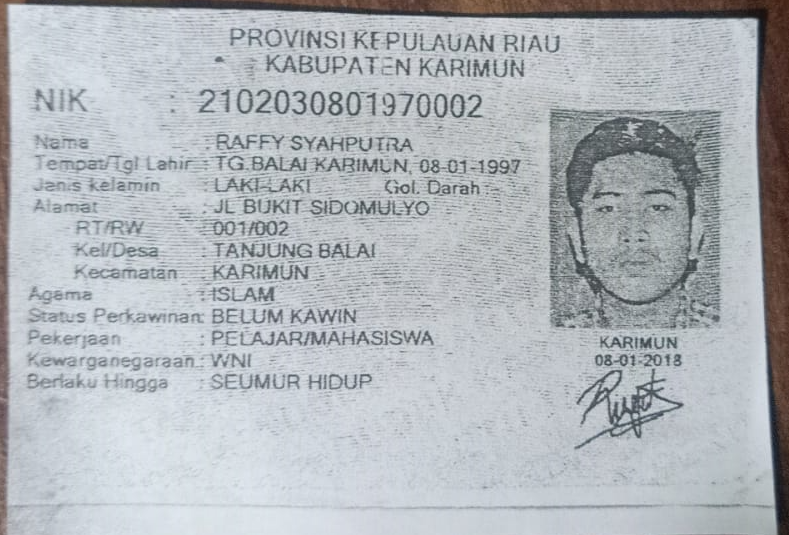 PROVINSI KEPULAUAN RIAU
KABUPATEN KARIMUN
NIK : 2102030801970002
Nama : RAFFY SYAHPUTRA
Tempat/Tgl Lahir : TG.BALAI KARIMUN, 08-01-1997
Jenis kelamin : LAKI-LAKI Gol. Darah :-
Alamat : JL BUKIT SIDOMULYO
RT/RW : 001/002
Kel/Desa : TANJUNG BALAI
Kecamatan : KARIMUN
Agama : ISLAM
Status Perkawinan: BELUM KAWIN
Pekerjaan : PELAJAR/MAHASISWA
Kewarganegaraan : WNI
Berlaku Hingga : SEUMUR HIDUP
KARIMUN
08-01-2018